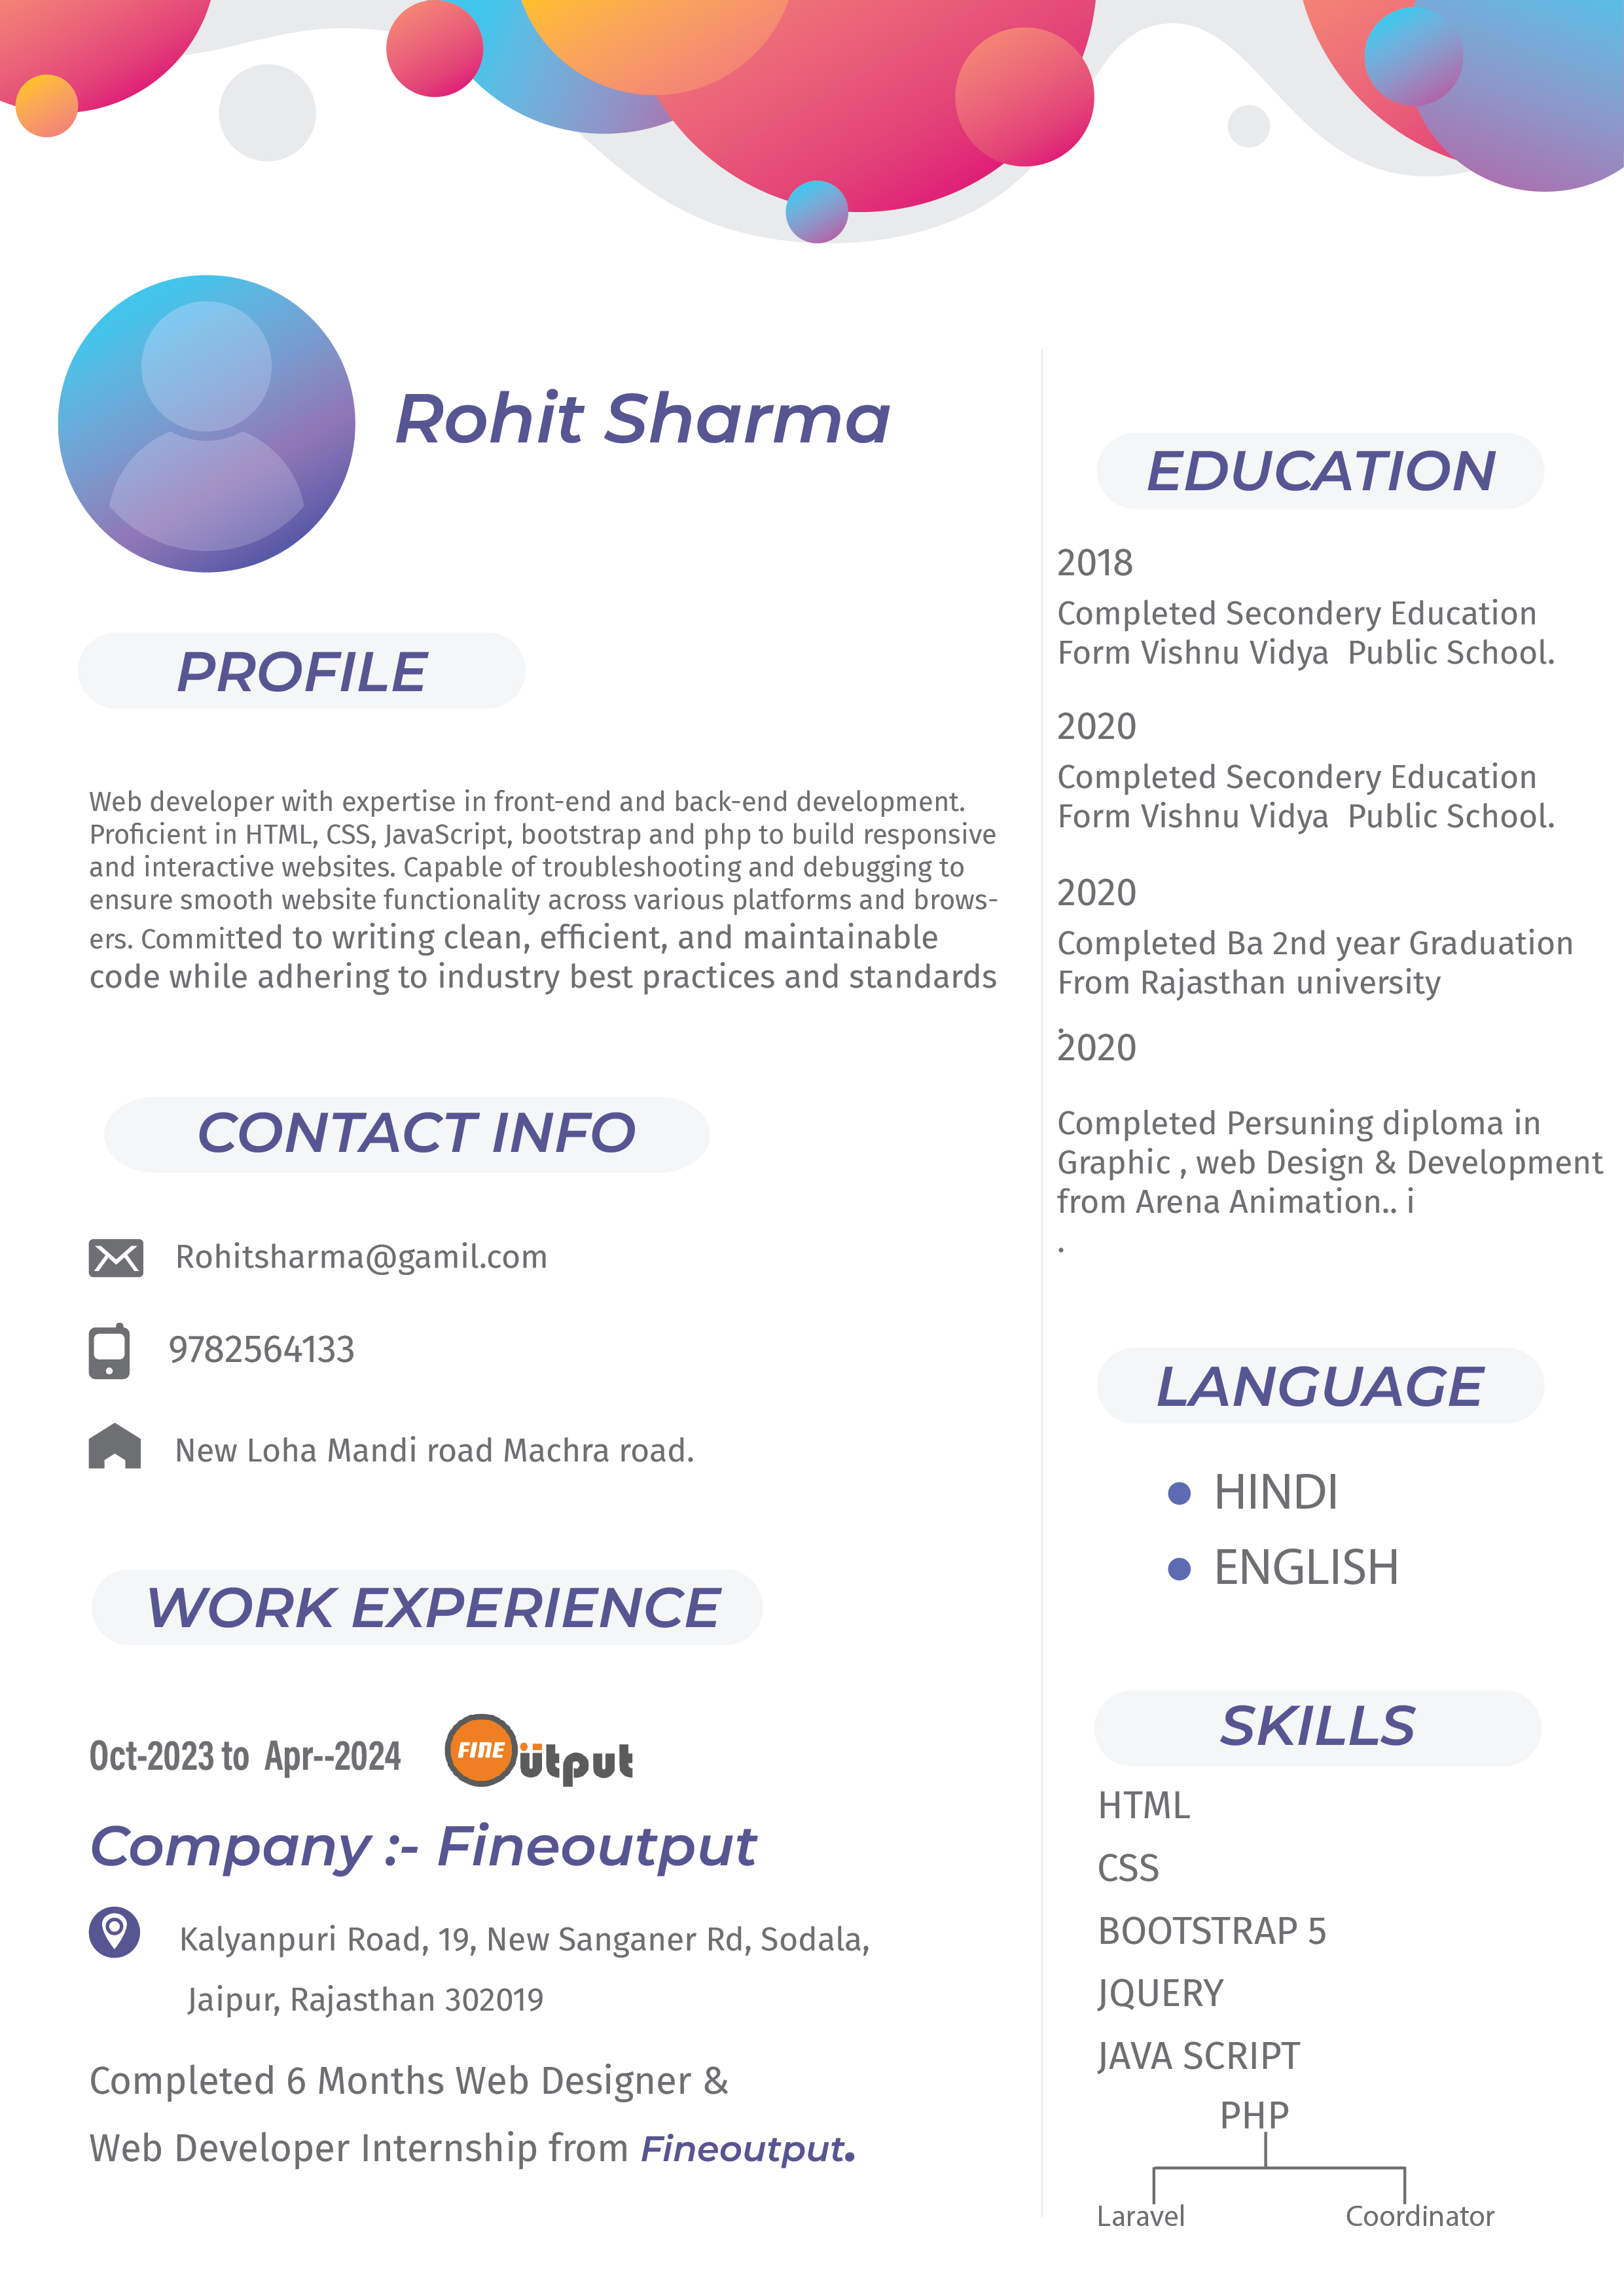 Rohit Sharma
PROFILE
Web developer with expertise in front-end and back-end development.
Proficient in HTML, CSS, JavaScript, bootstrap and php to build responsive
and interactive websites. Capable of troubleshooting and debugging to
ensure smooth website functionality across various platforms and brows-
ers. Committed to writing clean, efficient, and maintainable
code while adhering to industry best practices and standards
CONTACT INFO
Rohitsharma@gamil.com
9782564133
New Loha Mandi road Machra road.
WORK EXPERIENCE
Oct-2023 to  Apr--2024
FINE ütput
Company :- Fineoutput
Kalyanpuri Road, 19, New Sanganer Rd, Sodala,
Jaipur, Rajasthan 302019
Completed 6 Months Web Designer &
Web Developer Internship from Fineoutput.
EDUCATION
2018
Completed Secondery Education
Form Vishnu Vidya  Public School.
2020
Completed Secondery Education
Form Vishnu Vidya  Public School.
2020
Completed Ba 2nd year Graduation
From Rajasthan university
.
2020
Completed Persuning diploma in
Graphic , web Design & Development
from Arena Animation.. i
.
LANGUAGE
● HINDI
● ENGLISH
SKILLS
HTML
CSS
BOOTSTRAP 5
JQUERY
JAVA SCRIPT
PHP
Laravel Coordinator